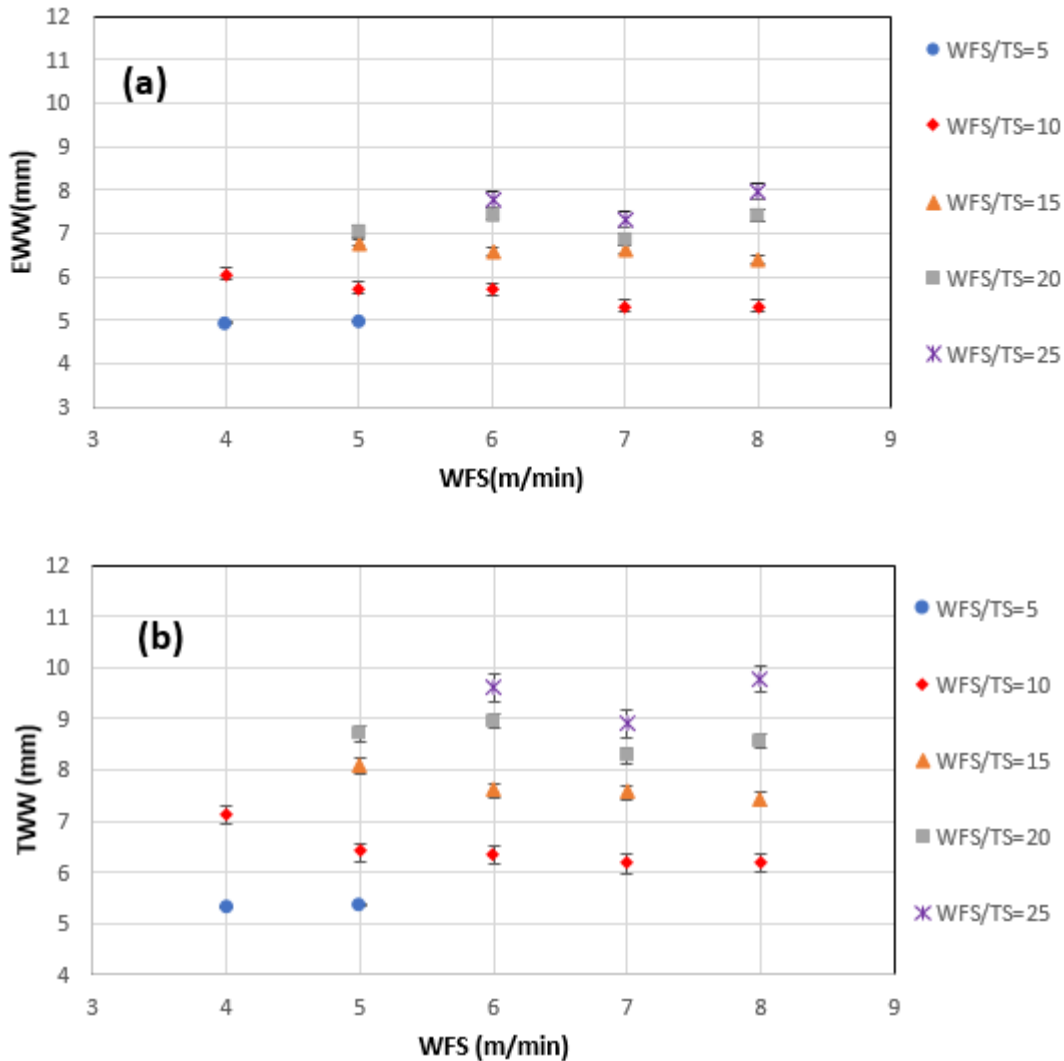 12
11
10
9
8
7
6
5
4
3
EWW(mm)
(a)
3 4 5 6 7 8 9
WFS(m/min)
WFS/TS=5
WFS/TS=10
WFS/TS=15
WFS/TS=20
WFS/TS=25
12
11
10
9
8
7
6
5
4
TWW (mm)
(b)
3 4 5 6 7 8 9
WFS (m/min)
WFS/TS=5
WFS/TS=10
WFS/TS=15
WFS/TS=20
WFS/TS=25